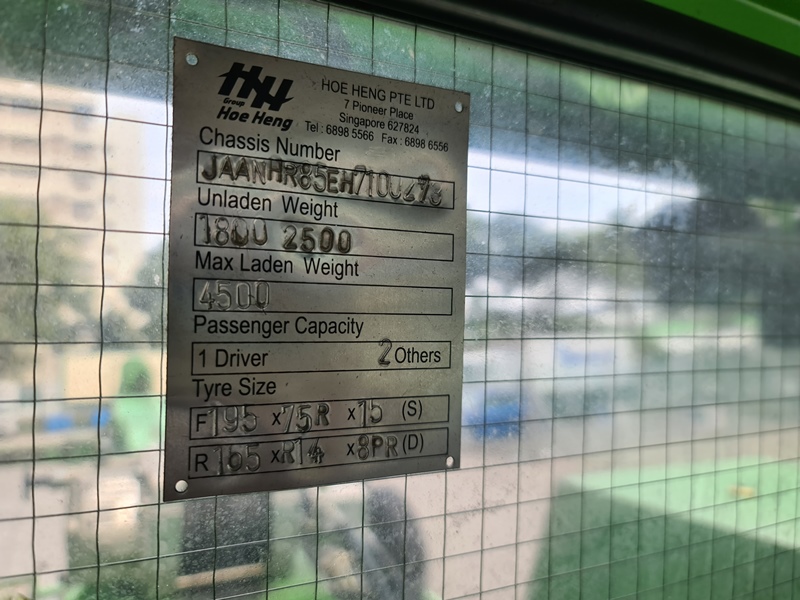 HH
Group
Hoe Heng
HOE HENG PTE LTD
7 Pioneer Place
Singapore 627824
Tel : 6898 5566 Fax : 6898 6556
Chassis Number
Unladen Weight
1800 2500
Max Laden Weight
4500
Passenger Capacity
1 Driver 2 Others
Tyre Size
F 195 x 75R x 15 (S)
R 165 x R14 x 8PR (D)